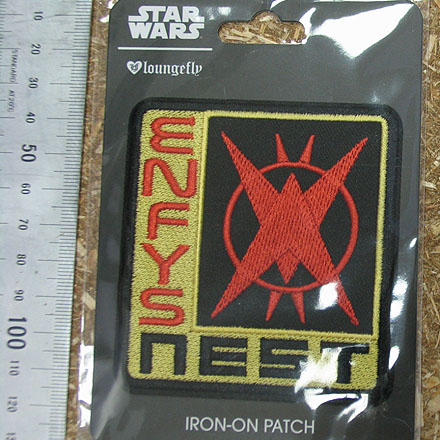 STAR
WARS
loungefly
ENFYS
NEST
IRON-ON PATCH
10
20
30
40
50
60
70
80
90
100
110
120